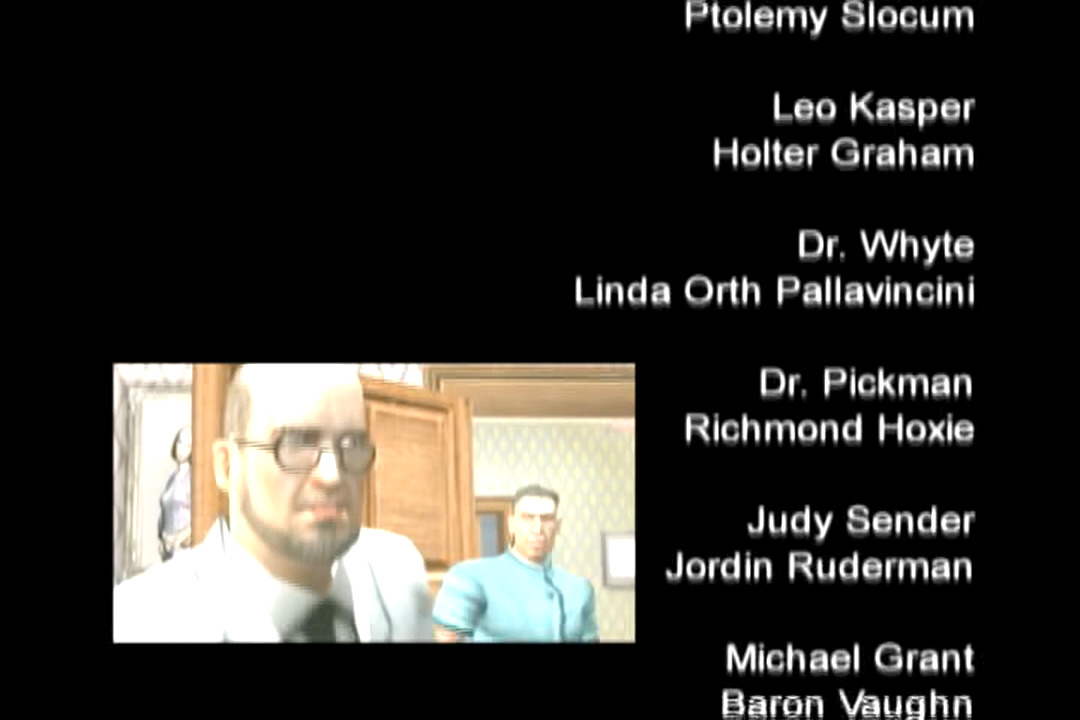 Ptolemy Slocum
Leo Kasper
Holter Graham
Dr. Whyte
Linda Orth Pallavincini
Dr. Pickman
Richmond Hoxie
Judy Sender
Jordin Ruderman
Michael Grant
Baron Vaughn